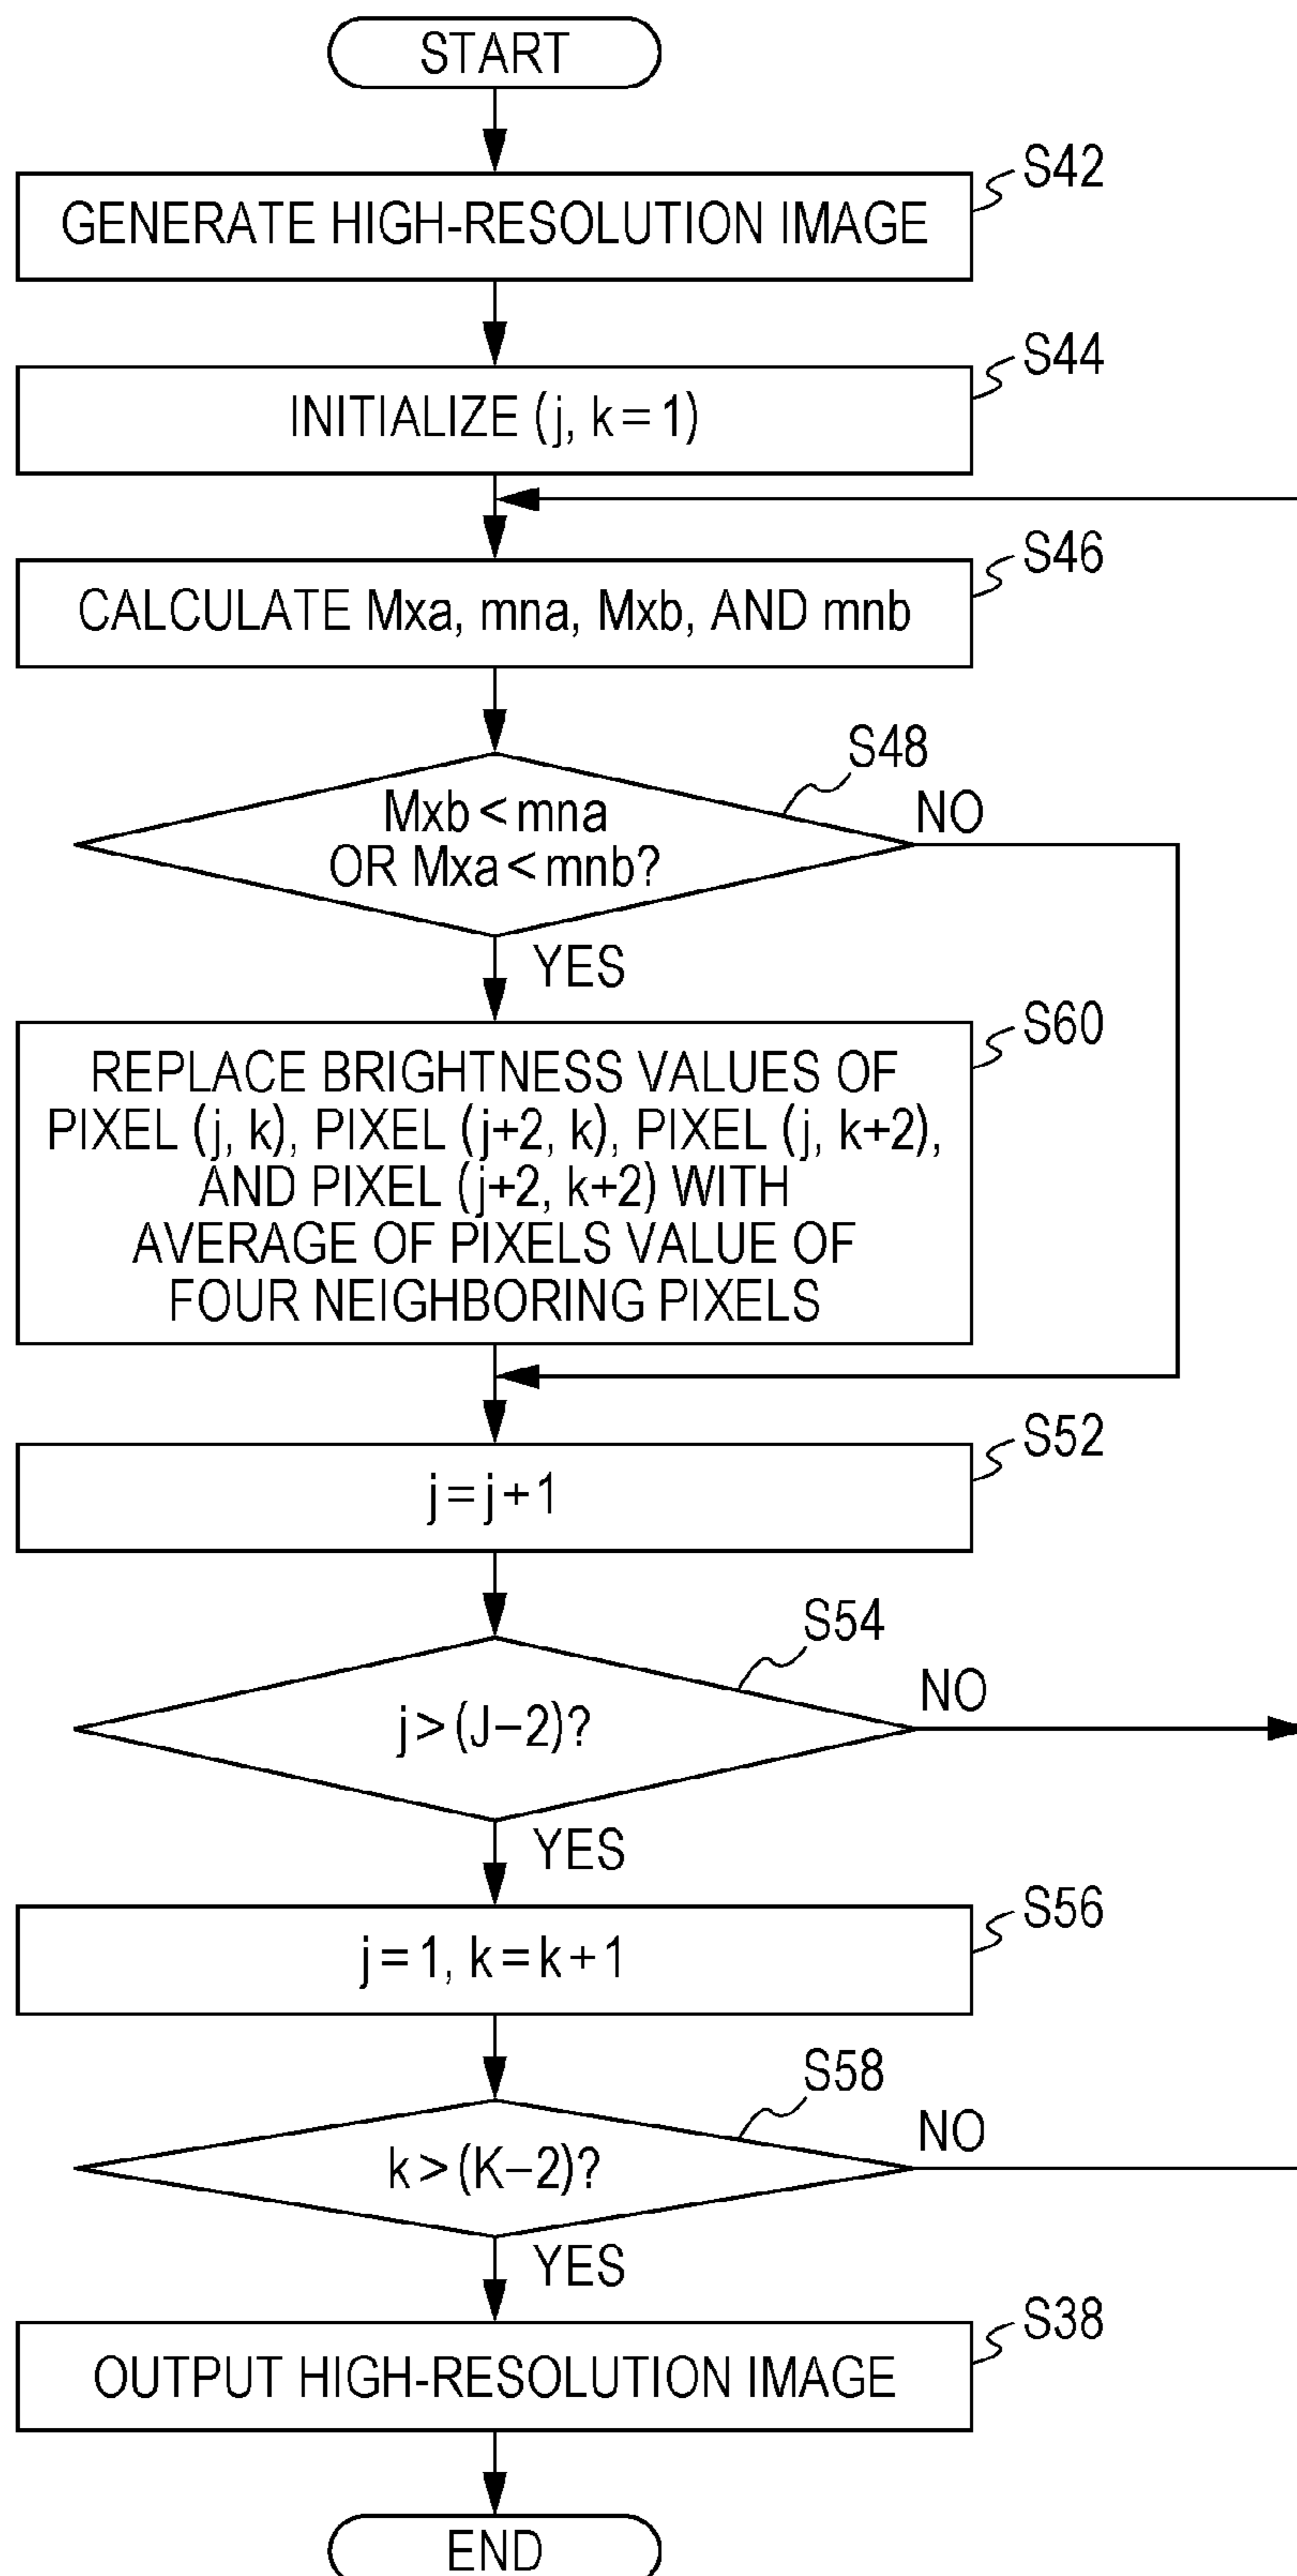 START
S42
GENERATE HIGH-RESOLUTION IMAGE
S44
INITIALIZE (j, k=1)
S46
CALCULATE Mxa, mna, Mxb, AND mnb
S48
Mxb<mna
OR Mxa<mnb?
NO
YES
S60
REPLACE BRIGHTNESS VALUES OF
PIXEL (j, k), PIXEL (j+2, k), PIXEL (j, k+2),
AND PIXEL (j+2, k+2) WITH
AVERAGE OF PIXELS VALUE OF
FOUR NEIGHBORING PIXELS
S52
j=j+1
S54
j>(J−2)?
NO
YES
S56
j=1, k=k+1
S58
k>(K−2)?
NO
YES
S38
OUTPUT HIGH-RESOLUTION IMAGE
END